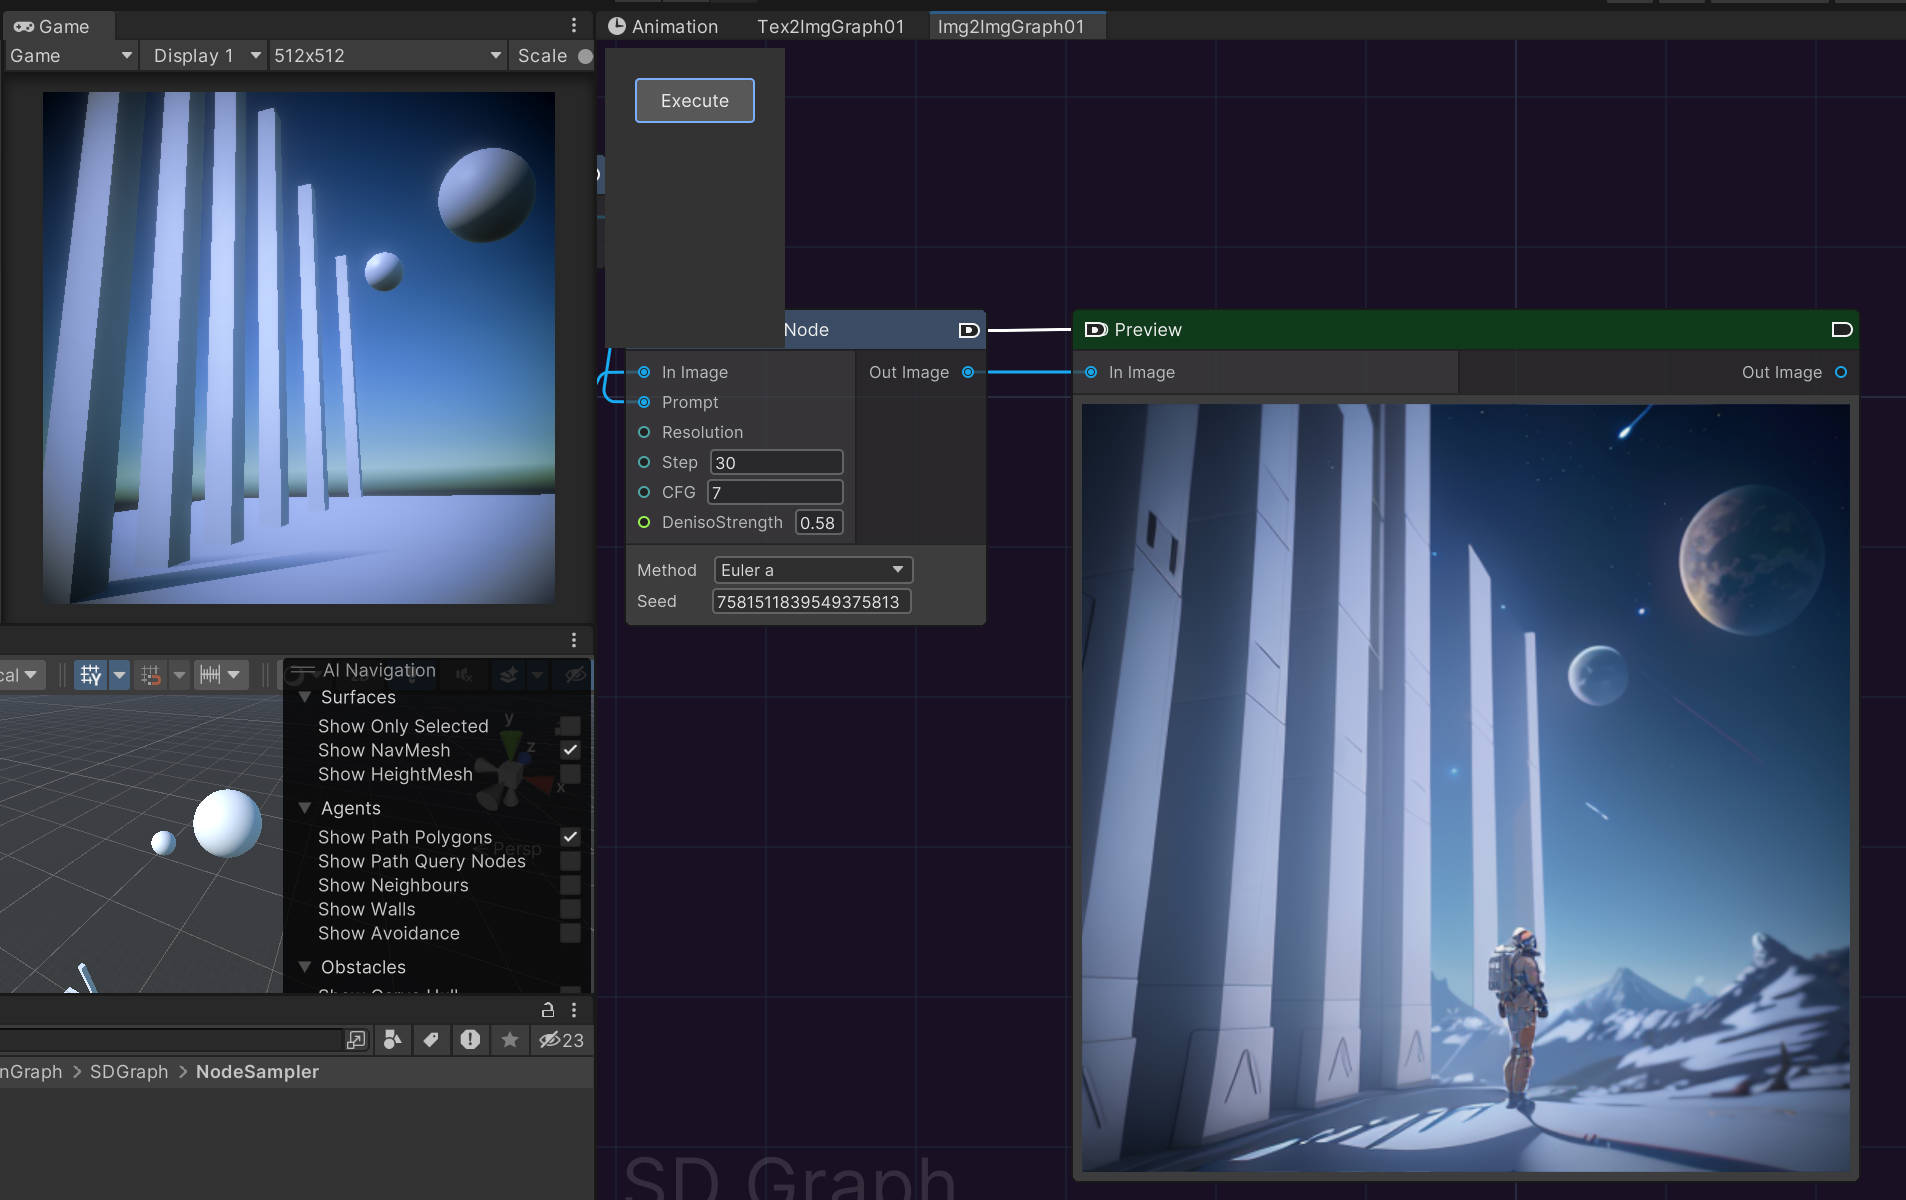 Game
Animation
Tex2ImgGraph01
Img2ImgGraph01
Game
Display 1
512x512
Scale
Execute
Node
In Image
Out Image
Prompt
Resolution
Step 30
CFG 7
DenisoStrength 0.58
Method Euler a
Seed 7581511839549375813
Preview
In Image
Out Image
SD Graph
cal
AI Navigation
Surfaces
Show Only Selected
Show NavMesh
Show HeightMesh
Agents
Show Path Polygons
Show Path Query Nodes
Show Neighbours
Show Walls
Show Avoidance
Obstacles
y
z
x
Persp
23
nGraph > SDGraph > NodeSampler